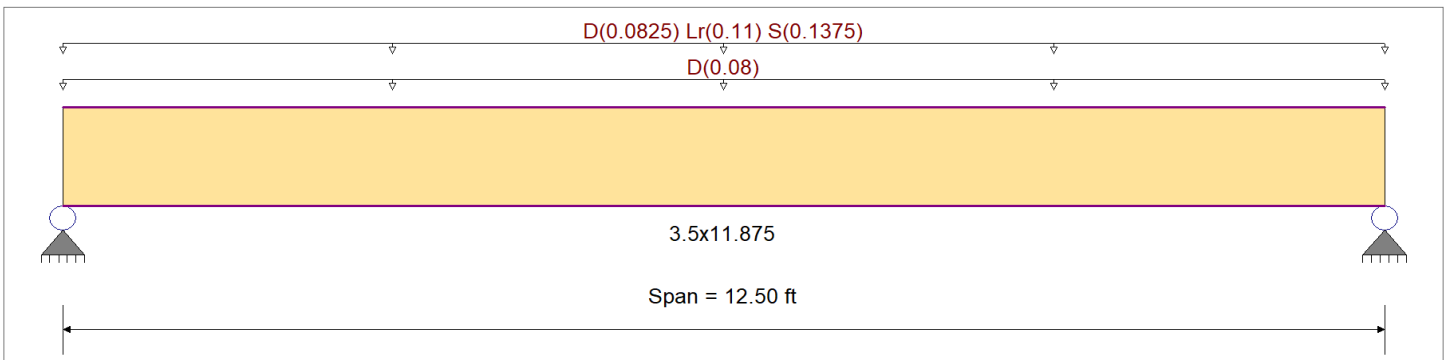 D(0.0825) Lr(0.11) S(0.1375)
D(0.08)
3.5x11.875
Span = 12.50 ft